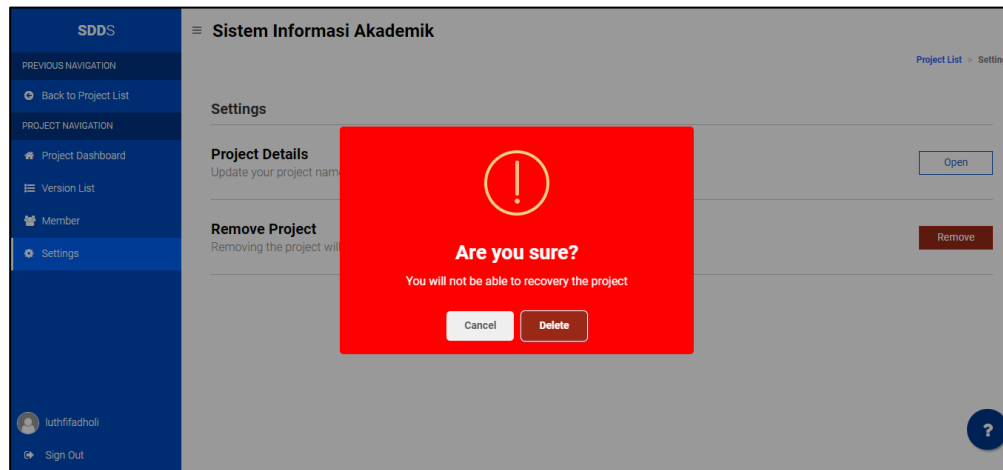 SDDS
PREVIOUS NAVIGATION
Back to Project List
PROJECT NAVIGATION
Project Dashboard
Version List
Member
Settings
luthfifadholi
Sign Out
Sistem Informasi Akademik
Project List » Setting
Settings
Project Details
Update your project nam
Open
Remove Project
Removing the project wil
Remove
Are you sure?
You will not be able to recovery the project
Cancel
Delete
?